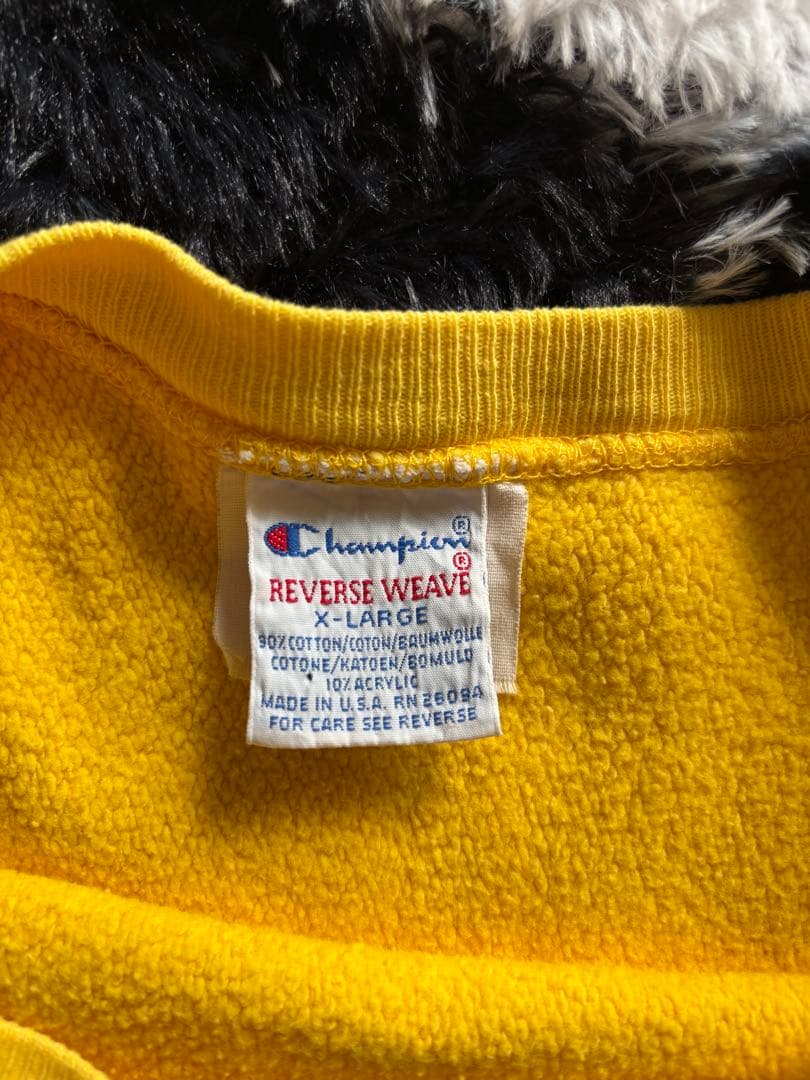 Champion®
REVERSE WEAVE®
X-LARGE
90% COTTON/COTON/BAUMWOLLE
COTONE/KATOEN/BOMULD
10% ACRYLIC
MADE IN U.S.A. RN 26094
FOR CARE SEE REVERSE